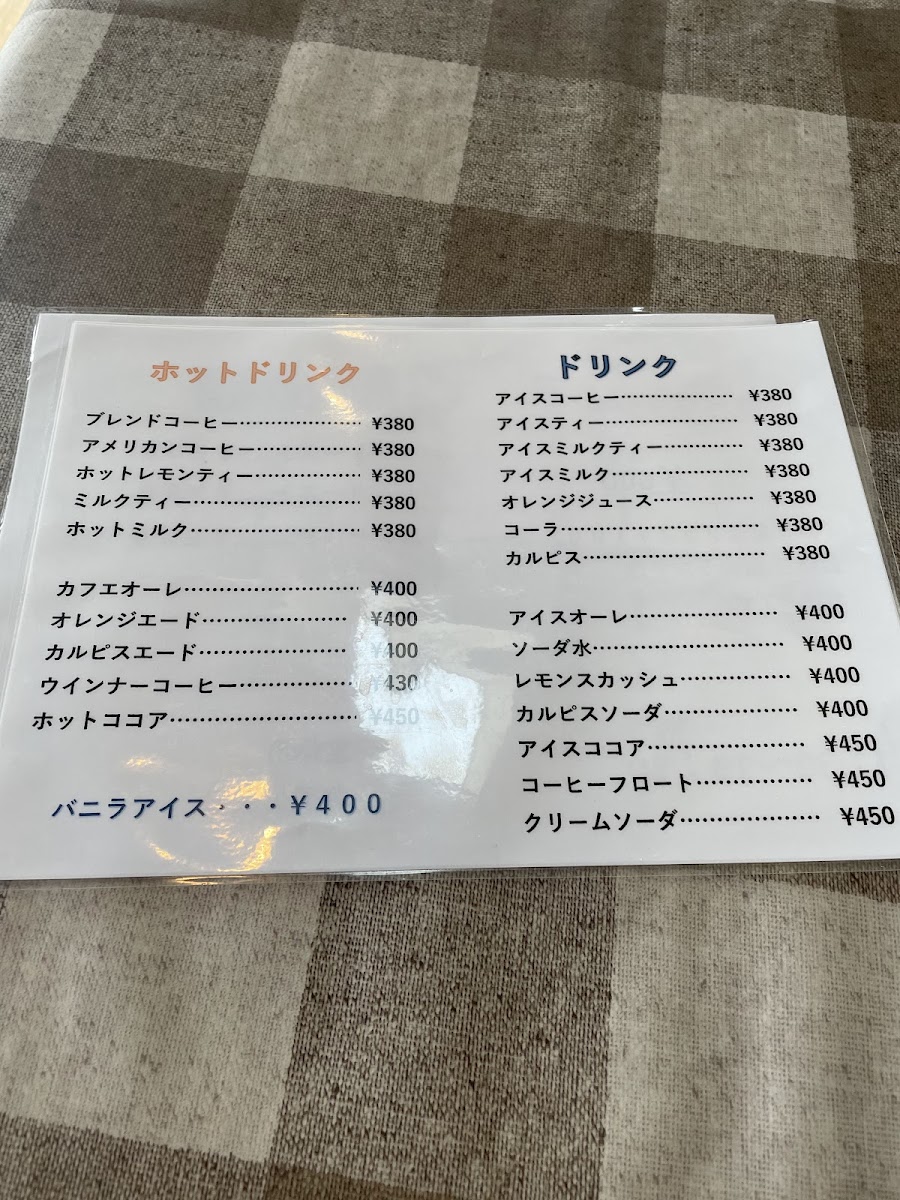 ホットドリンク
ブレンドコーヒー…………………¥380
アメリカンコーヒー………………¥380
ホットレモンティー………………¥380
ミルクティー………………………¥380
ホットミルク………………………¥380
カフエオーレ………………………¥400
オレンジエード……………………¥400
カルピスエード……………………¥400
ウインナーコーヒー………………¥430
ホットココア………………………¥450
バニラアイス・・・¥400
ドリンク
アイスコーヒー………………¥380
アイスティー…………………¥380
アイスミルクティー…………¥380
アイスミルク…………………¥380
オレンジジュース……………¥380
コーラ…………………………¥380
カルピス………………………¥380
アイスオーレ…………………¥400
ソーダ水………………………¥400
レモンスカッシュ……………¥400
カルピスソーダ………………¥400
アイスココア…………………¥450
コーヒーフロート……………¥450
クリームソーダ………………¥450